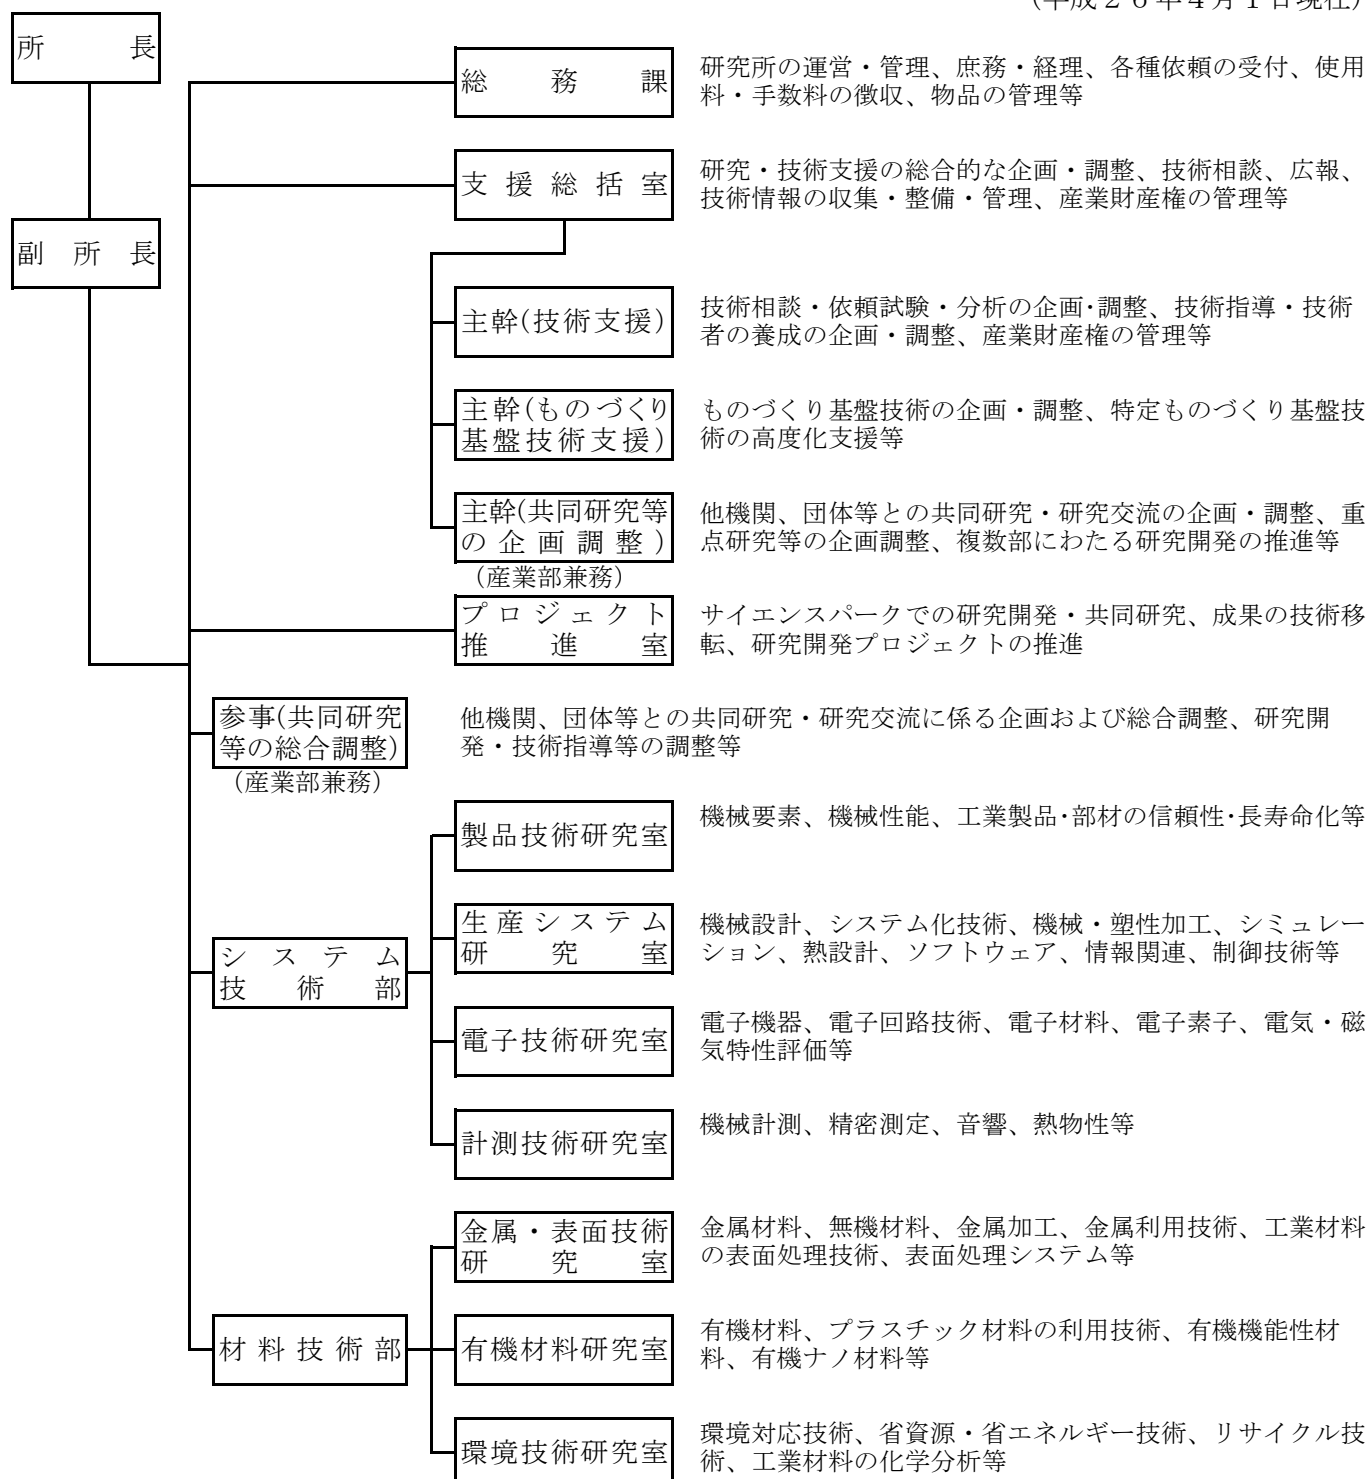 (平成26年4月1日現在)
所長
総務課
研究所の運営・管理、庶務・経理、各種依頼の受付、使用
料・手数料の徴収、物品の管理等
支援総括室
研究・技術支援の総合的な企画・調整、技術相談、広報、
技術情報の収集・整備・管理、産業財産権の管理等
副所長
主幹(技術支援)
技術相談・依頼試験・分析の企画・調整、技術指導・技術
者の養成の企画・調整、産業財産権の管理等
主幹(ものづくり
基盤技術支援)
ものづくり基盤技術の企画・調整、特定ものづくり基盤技
術の高度化支援等
主幹(共同研究等
の企画調整)
(産業部兼務)
他機関、団体等との共同研究・研究交流の企画・調整、重
点研究等の企画調整、複数部にわたる研究開発の推進等
プロジェクト
推進室
サイエンスパークでの研究開発・共同研究、成果の技術移
転、研究開発プロジェクトの推進
参事(共同研究
等の総合調整)
(産業部兼務)
他機関、団体等との共同研究・研究交流に係る企画および総合調整、研究開
発・技術指導等の調整等
製品技術研究室
機械要素、機械性能、工業製品・部材の信頼性・長寿命化等
システム
技術部
生産システム
研究室
機械設計、システム化技術、機械・塑性加工、シミュレー
ション、熱設計、ソフトウェア、情報関連、制御技術等
電子技術研究室
電子機器、電子回路技術、電子材料、電子素子、電気・磁
気特性評価等
計測技術研究室
機械計測、精密測定、音響、熱物性等
金属・表面技術
研究室
金属材料、無機材料、金属加工、金属利用技術、工業材料
の表面処理技術、表面処理システム等
材料技術部
有機材料研究室
有機材料、プラスチック材料の利用技術、有機機能性材
料、有機ナノ材料等
環境技術研究室
環境対応技術、省資源・省エネルギー技術、リサイクル技
術、工業材料の化学分析等